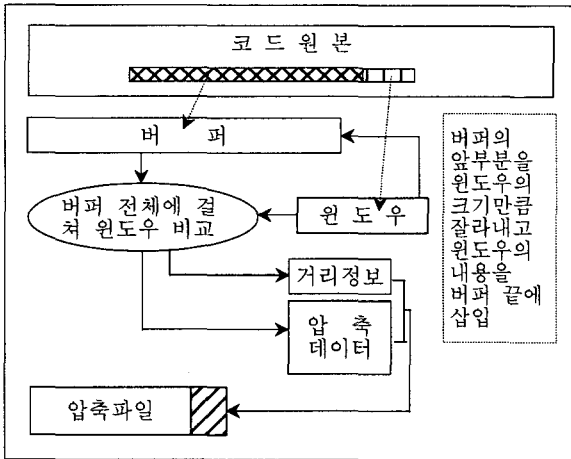 코 드 원 본
버 퍼
버퍼 전체에 걸
쳐 윈도우 비교
윈 도 우
버퍼의
앞부분을
윈도우의
크기만큼
잘라내고
윈도우의
내용을
버퍼 끝에
삽입
거리정보
압 축
데이터
압축파일